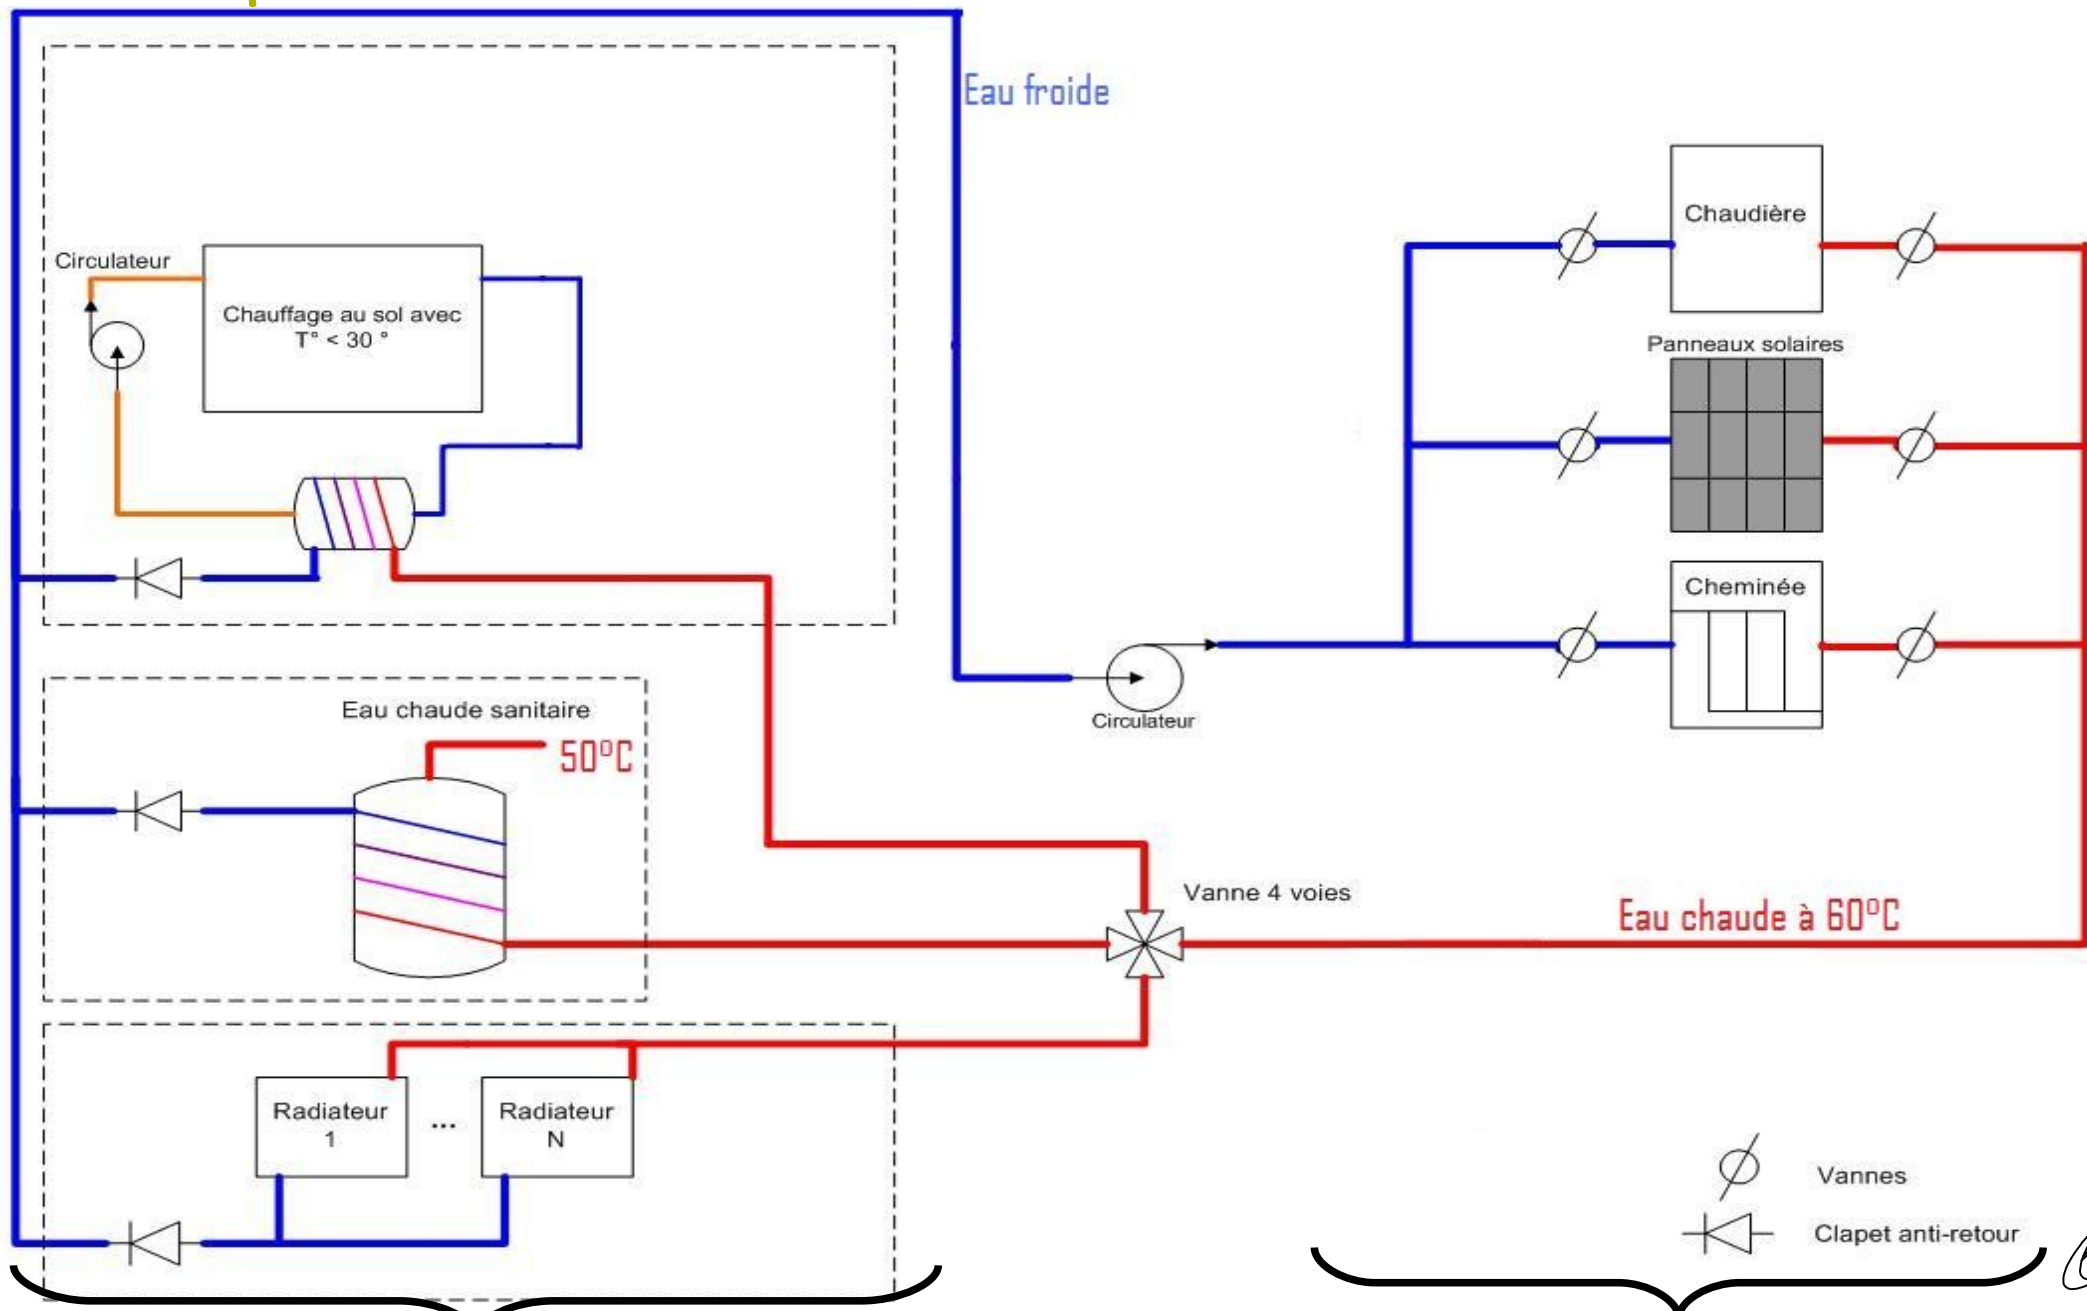 Eau froide
Chaudière
Circulateur
Chauffage au sol avec
T° < 30 °
Panneaux solaires
Cheminée
Eau chaude sanitaire
50°C
Circulateur
Vanne 4 voies
Eau chaude à 60°C
Radiateur
1
...
Radiateur
N
Vannes
Clapet anti-retour